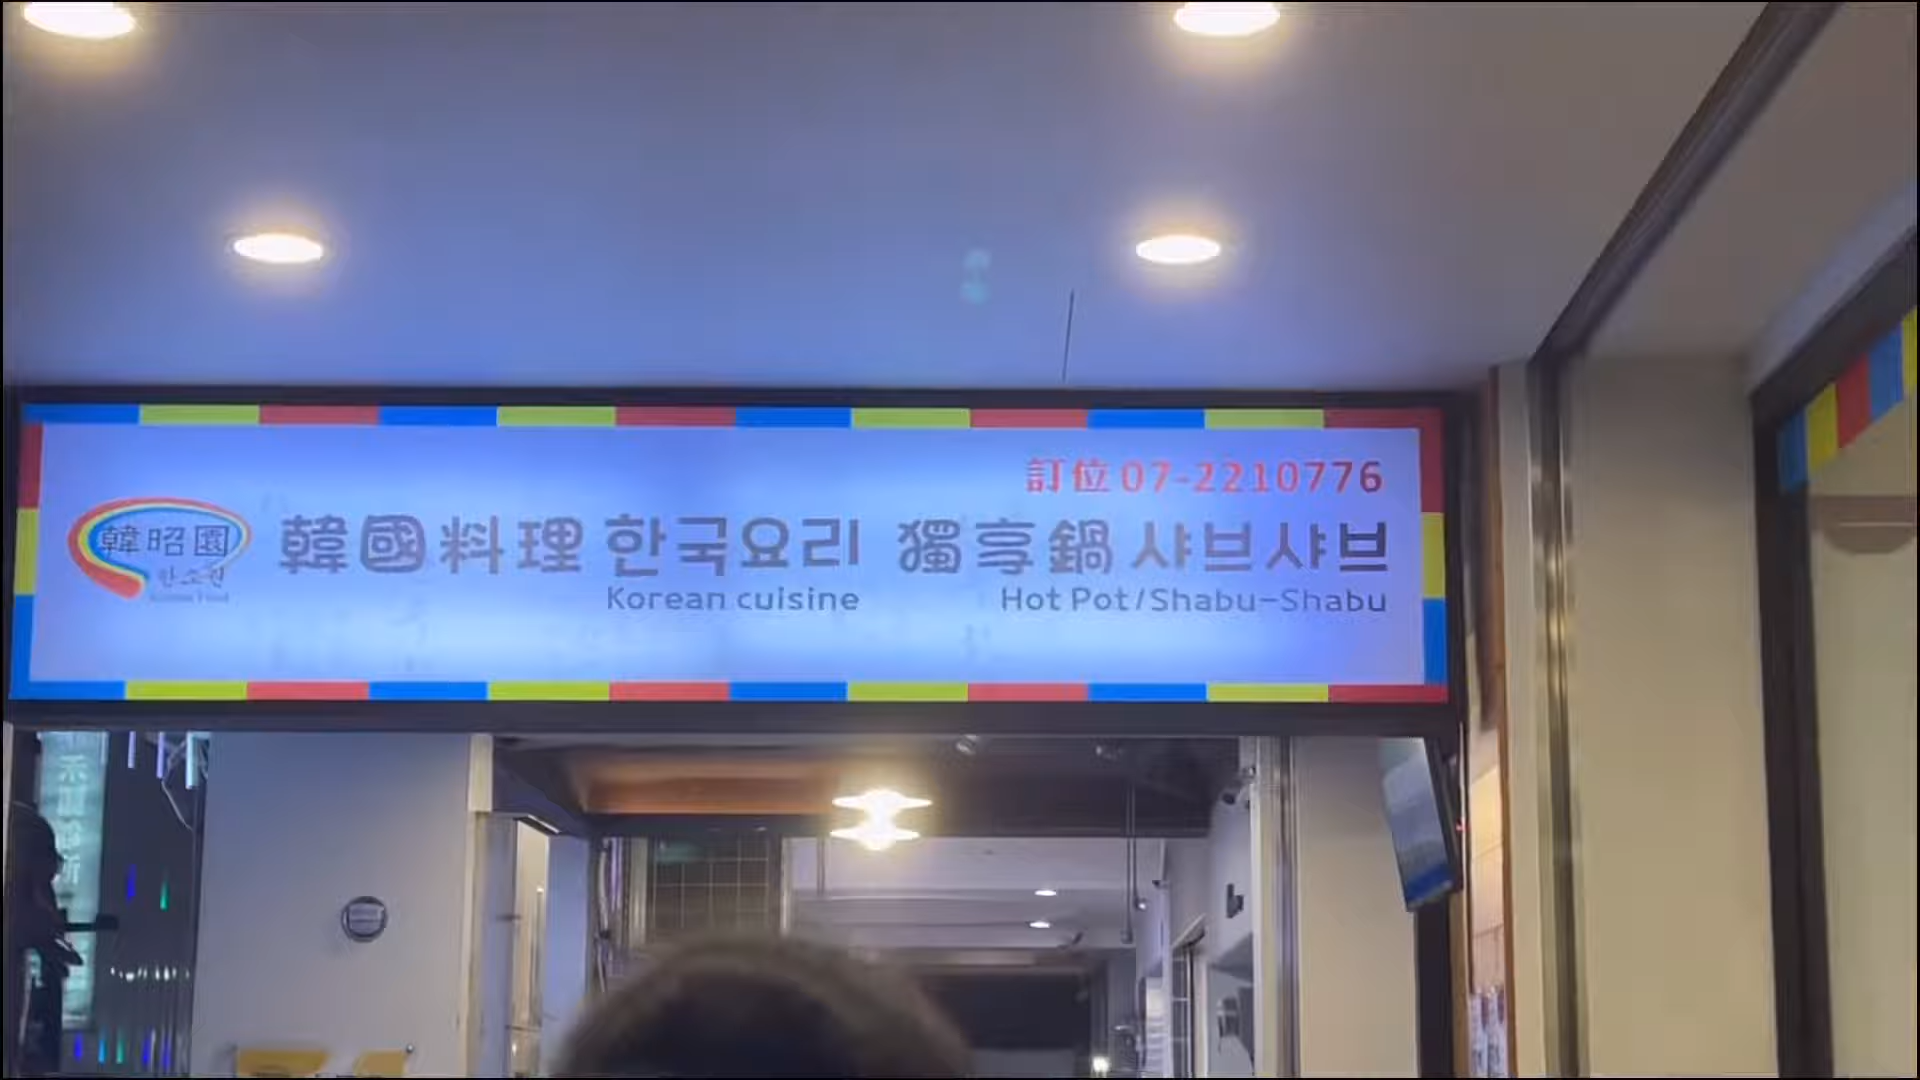 訂位 07-2210776
韓昭園
한소원
韓國料理 한국요리 獨享鍋 샤브샤브
Korean cuisine
Hot Pot/Shabu-Shabu